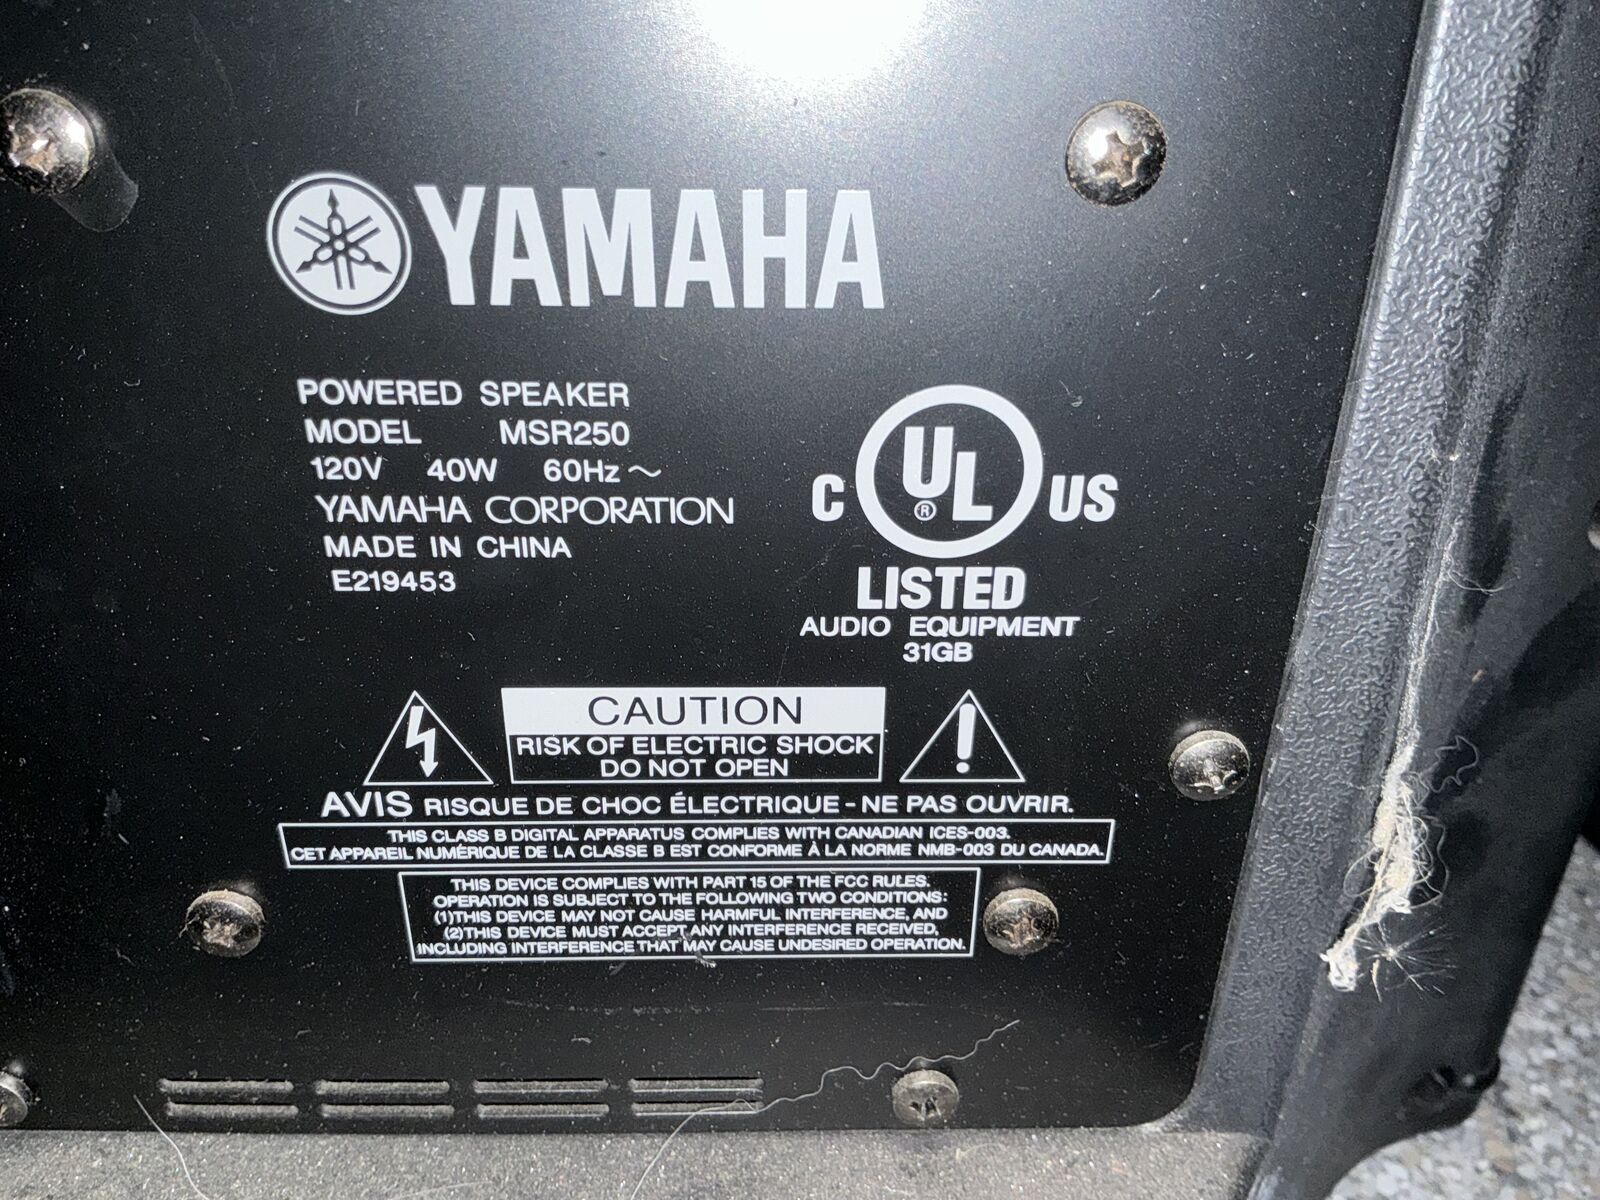 YAMAHA
POWERED SPEAKER
MODEL MSR250
120V 40W 60Hz ~
YAMAHA CORPORATION
MADE IN CHINA
E219453
C UL ® US
LISTED
AUDIO EQUIPMENT
31GB
CAUTION
RISK OF ELECTRIC SHOCK
DO NOT OPEN
AVIS RISQUE DE CHOC ÉLECTRIQUE - NE PAS OUVRIR.
THIS CLASS B DIGITAL APPARATUS COMPLIES WITH CANADIAN ICES-003.
CET APPAREIL NUMÉRIQUE DE LA CLASSE B EST CONFORME À LA NORME NMB-003 DU CANADA.
THIS DEVICE COMPLIES WITH PART 15 OF THE FCC RULES.
OPERATION IS SUBJECT TO THE FOLLOWING TWO CONDITIONS:
(1)THIS DEVICE MAY NOT CAUSE HARMFUL INTERFERENCE, AND
(2)THIS DEVICE MUST ACCEPT ANY INTERFERENCE RECEIVED,
INCLUDING INTERFERENCE THAT MAY CAUSE UNDESIRED OPERATION.